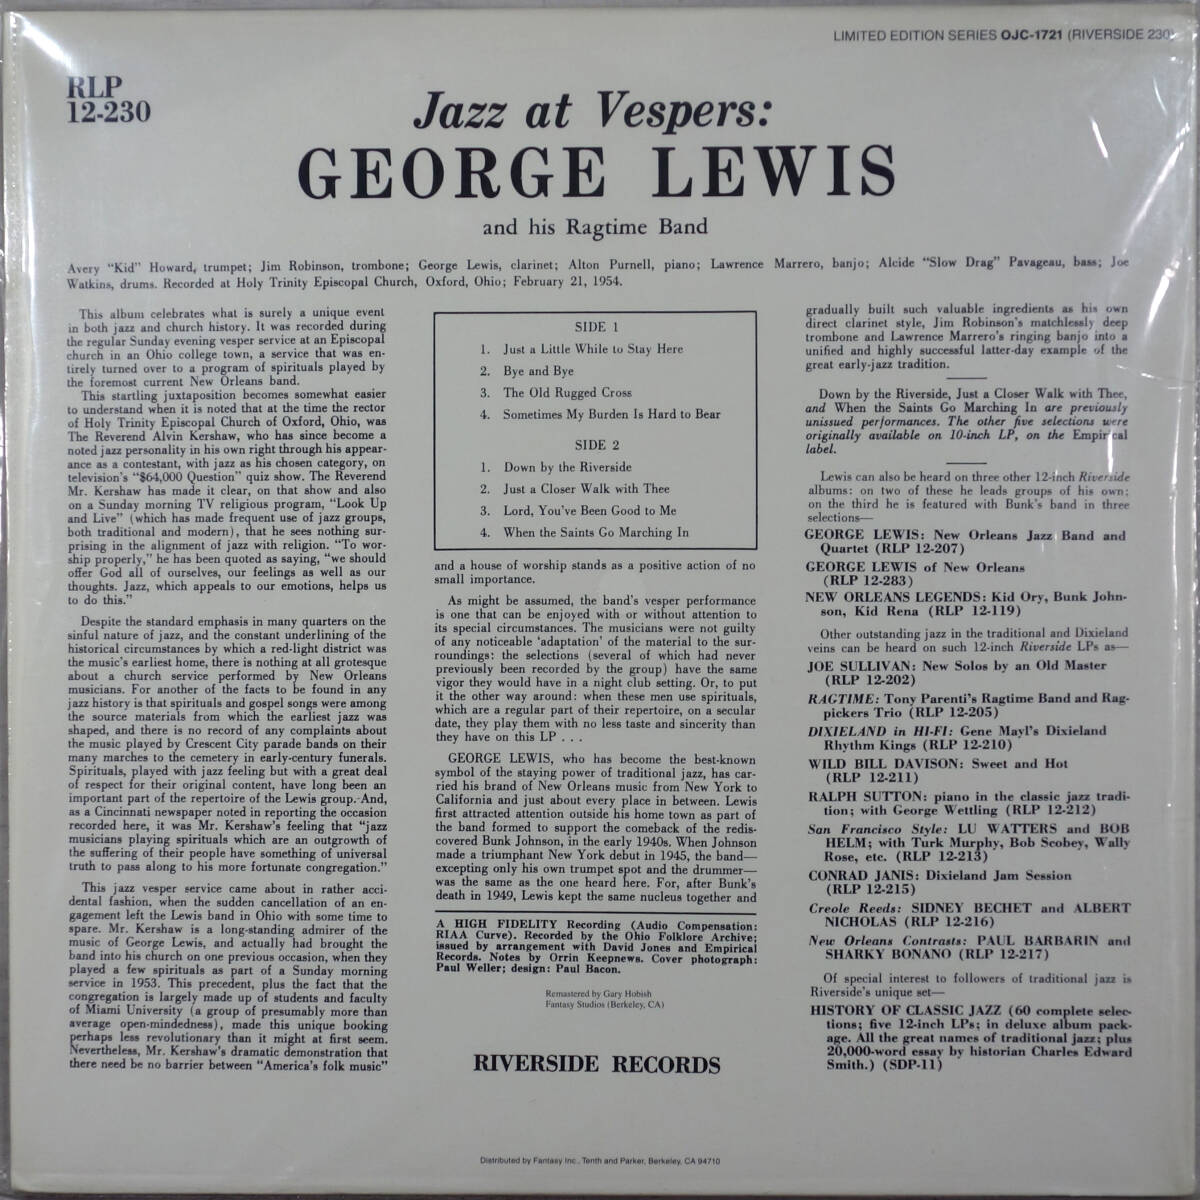 LIMITED EDITION SERIES OJC-1721 (RIVERSIDE 230)
RLP
12-230
Jazz at Vespers:
GEORGE LEWIS
and his Ragtime Band
Avery "Kid" Howard, trumpet; Jim Robinson, trombone; George Lewis, clarinet; Alton Purnell, piano; Lawrence Marrero, banjo; Alcide "Slow Drag" Pavageau, bass; Joe
Watkins, drums. Recorded at Holy Trinity Episcopal Church, Oxford, Ohio; February 21, 1954.
This album celebrates what is surely a unique event
in both jazz and church history. It was recorded during
the regular Sunday evening vesper service at an Episcopal
church in an Ohio college town, a service that was en-
tirely turned over to a program of spirituals played by
the foremost current New Orleans band.
This startling juxtaposition becomes somewhat easier
to understand when it is noted that at the time the rector
of Holy Trinity Episcopal Church of Oxford, Ohio, was
The Reverend Alvin Kershaw, who has since become a
noted jazz personality in his own right through his appear-
ance as a contestant, with jazz as his chosen category, on
television's "$64,000 Question" quiz show. The Reverend
Mr. Kershaw has made it clear, on that show and also
on a Sunday morning TV religious program, "Look Up
and Live" (which has made frequent use of jazz groups,
both traditional and modern), that he sees nothing sur-
prising in the alignment of jazz with religion. "To wor-
ship properly," he has been quoted as saying, "we should
offer God all of ourselves, our feelings as well as our
thoughts. Jazz, which appeals to our emotions, helps us
to do this."
Despite the standard emphasis in many quarters on the
sinful nature of jazz, and the constant underlining of the
historical circumstances by which a red-light district was
the music's earliest home, there is nothing at all grotesque
about a church service performed by New Orleans
musicians. For another of the facts to be found in any
jazz history is that spirituals and gospel songs were among
the source materials from which the earliest jazz was
shaped, and there is no record of any complaints about
the music played by Crescent City parade bands on their
many marches to the cemetery in early-century funerals.
Spirituals, played with jazz feeling but with a great deal
of respect for their original content, have long been an
important part of the repertoire of the Lewis group. And,
as a Cincinnati newspaper noted in reporting the occasion
recorded here, it was Mr. Kershaw's feeling that "jazz
musicians playing spirituals which are an outgrowth of
the suffering of their people have something of universal
truth to pass along to his more fortunate congregation."
This jazz vesper service came about in rather acci-
dental fashion, when the sudden cancellation of an en-
gagement left the Lewis band in Ohio with some time to
spare. Mr. Kershaw is a long-standing admirer of the
music of George Lewis, and actually had brought the
band into his church on one previous occasion, when they
played a few spirituals as part of a Sunday morning
service in 1953. This precedent, plus the fact that the
congregation is largely made up of students and faculty
of Miami University (a group of presumably more than
average open-mindedness), made this unique booking
perhaps less revolutionary than it might at first seem.
Nevertheless, Mr. Kershaw's dramatic demonstration that
there need be no barrier between "America's folk music"
SIDE 1
1. Just a Little While to Stay Here
2. Bye and Bye
3. The Old Rugged Cross
4. Sometimes My Burden Is Hard to Bear
SIDE 2
1. Down by the Riverside
2. Just a Closer Walk with Thee
3. Lord, You've Been Good to Me
4. When the Saints Go Marching In
and a house of worship stands as a positive action of no
small importance.
As might be assumed, the band's vesper performance
is one that can be enjoyed with or without attention to
its special circumstances. The musicians were not guilty
of any noticeable 'adaptation' of the material to the sur-
roundings: the selections (several of which had never
previously been recorded by the group) have the same
vigor they would have in a night club setting. Or, to put
it the other way around: when these men use spirituals,
which are a regular part of their repertoire, on a secular
date, they play them with no less taste and sincerity than
they have on this LP . . .
GEORGE LEWIS, who has become the best-known
symbol of the staying power of traditional jazz, has car-
ried his brand of New Orleans music from New York to
California and just about every place in between. Lewis
first attracted attention outside his home town as part of
the band formed to support the comeback of the redis-
covered Bunk Johnson, in the early 1940s. When Johnson
made a triumphant New York debut in 1945, the band—
excepting only his own trumpet spot and the drummer—
was the same as the one heard here. For, after Bunk's
death in 1949, Lewis kept the same nucleus together and
A HIGH FIDELITY Recording (Audio Compensation:
RIAA Curve). Recorded by the Ohio Folklore Archive;
issued by arrangement with David Jones and Empirical
Records. Notes by Orrin Keepnews. Cover photograph:
Paul Weller; design: Paul Bacon.
Remastered by Gary Hobish
Fantasy Studios (Berkeley, CA)
RIVERSIDE RECORDS
gradually built such valuable ingredients as his own
direct clarinet style, Jim Robinson's matchlessly deep
trombone and Lawrence Marrero's ringing banjo into a
unified and highly successful latter-day example of the
great early-jazz tradition.
Down by the Riverside, Just a Closer Walk with Thee,
and When the Saints Go Marching In are previously
unissued performances. The other five selections were
originally available on 10-inch LP, on the Empirical
label.
Lewis can also be heard on three other 12-inch Riverside
albums: on two of these he leads groups of his own;
on the third he is featured with Bunk's band in three
selections—
GEORGE LEWIS: New Orleans Jazz Band and
Quartet (RLP 12-207)
GEORGE LEWIS of New Orleans
(RLP 12-283)
NEW ORLEANS LEGENDS: Kid Ory, Bunk John-
son, Kid Rena (RLP 12-119)
Other outstanding jazz in the traditional and Dixieland
veins can be heard on such 12-inch Riverside LPs as—
JOE SULLIVAN: New Solos by an Old Master
(RLP 12-202)
RAGTIME: Tony Parenti's Ragtime Band and Rag-
pickers Trio (RLP 12-205)
DIXIELAND in HI-FI: Gene Mayl's Dixieland
Rhythm Kings (RLP 12-210)
WILD BILL DAVISON: Sweet and Hot
(RLP 12-211)
RALPH SUTTON: piano in the classic jazz tradi-
tion; with George Wettling (RLP 12-212)
San Francisco Style: LU WATTERS and BOB
HELM; with Turk Murphy, Bob Scobey, Wally
Rose, etc. (RLP 12-213)
CONRAD JANIS: Dixieland Jam Session
(RLP 12-215)
Creole Reeds: SIDNEY BECHET and ALBERT
NICHOLAS (RLP 12-216)
New Orleans Contrasts: PAUL BARBARIN and
SHARKY BONANO (RLP 12-217)
Of special interest to followers of traditional jazz is
Riverside's unique set—
HISTORY OF CLASSIC JAZZ (60 complete selec-
tions; five 12-inch LPs; in deluxe album pack-
age. All the great names of traditional jazz; plus
20,000-word essay by historian Charles Edward
Smith.) (SDP-11)
Distributed by Fantasy Inc., Tenth and Parker, Berkeley, CA 94710